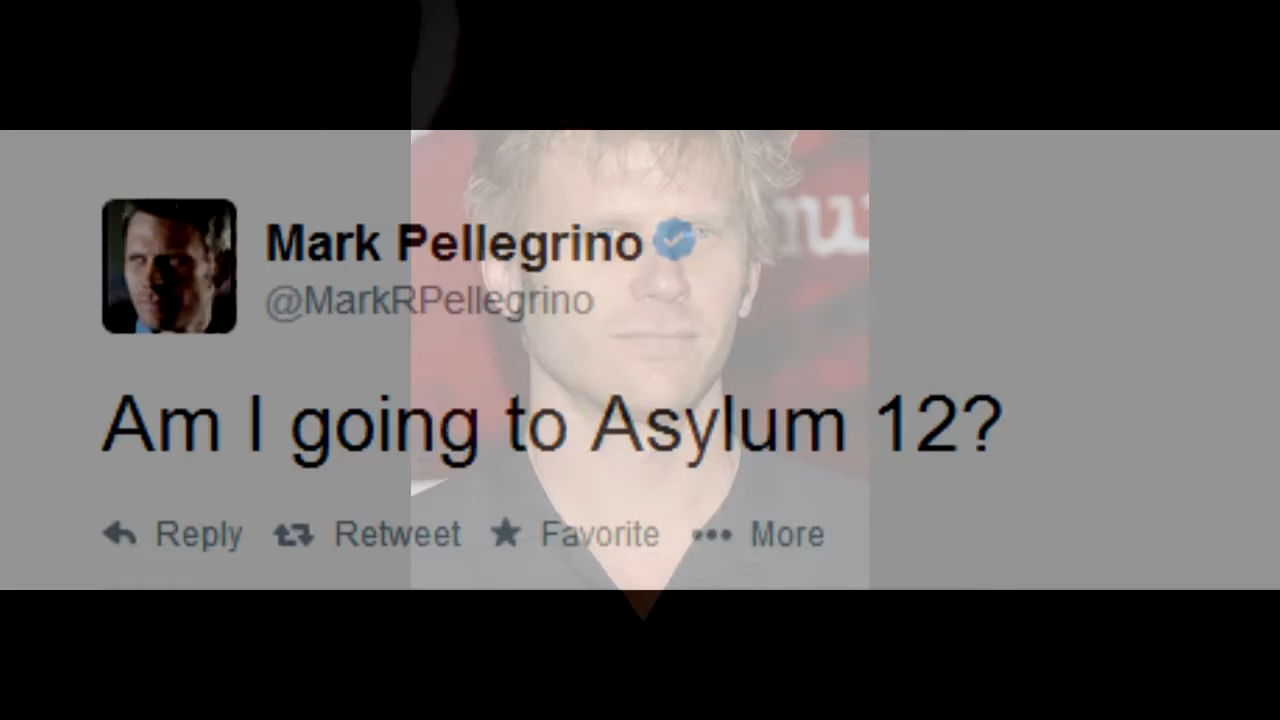 Mark Pellegrino
@MarkRPellegrino
Am I going to Asylum 12?
Reply Retweet Favorite More